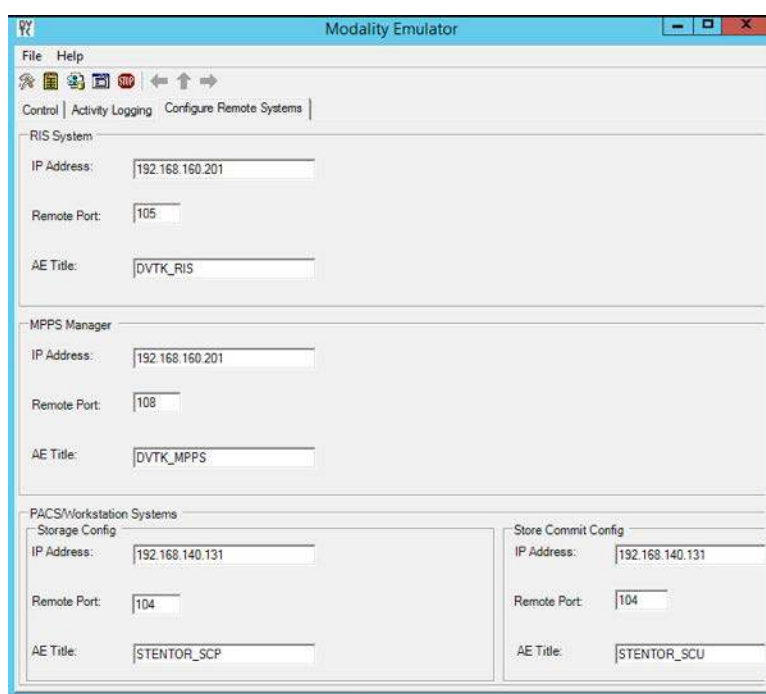 Modality Emulator
File Help
STOP
Control Activity Logging Configure Remote Systems
RIS System
IP Address: 192.168.160.201
Remote Port: 105
AE Title: DVTK_RIS
MPPS Manager
IP Address: 192.168.160.201
Remote Port: 108
AE Title: DVTK_MPPS
PACS/Workstation Systems
Storage Config
IP Address: 192.168.140.131
Remote Port: 104
AE Title: STENTOR_SCP
Store Commit Config
IP Address: 192.168.140.131
Remote Port: 104
AE Title: STENTOR_SCU